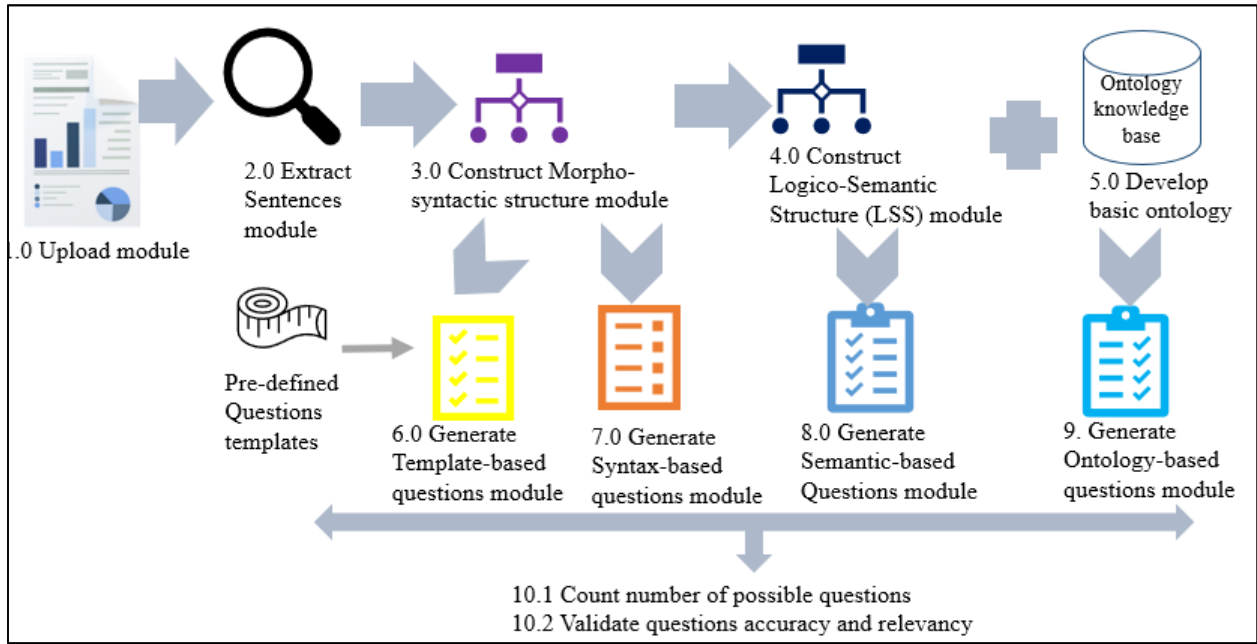 Ontology
knowledge
base
2.0 Extract
Sentences
module
3.0 Construct Morpho-
syntactic structure module
4.0 Construct
Logico-Semantic
Structure (LSS) module
5.0 Develop
basic ontology
1.0 Upload module
Pre-defined
Questions
templates
6.0 Generate
Template-based
questions module
7.0 Generate
Syntax-based
questions module
8.0 Generate
Semantic-based
Questions module
9. Generate
Ontology-based
questions module
10.1 Count number of possible questions
10.2 Validate questions accuracy and relevancy